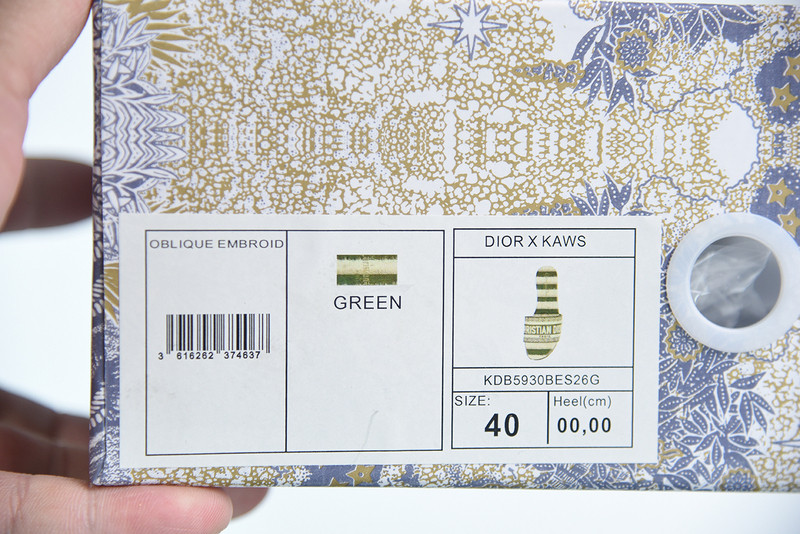 OBLIQUE EMBROID
3 616262 374637
GREEN
DIOR X KAWS
KDB5930BES26G
SIZE:
40
Heel(cm)
00,00